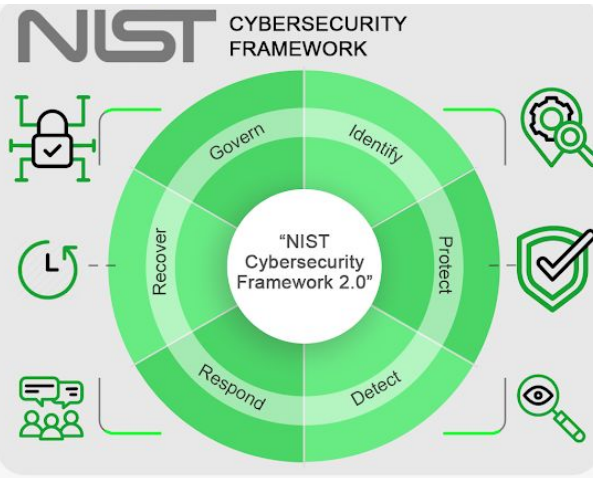 NIST
CYBERSECURITY
FRAMEWORK
Govern
Identify
Recover
Protect
"NIST
Cybersecurity
Framework 2.0"
Respond
Detect